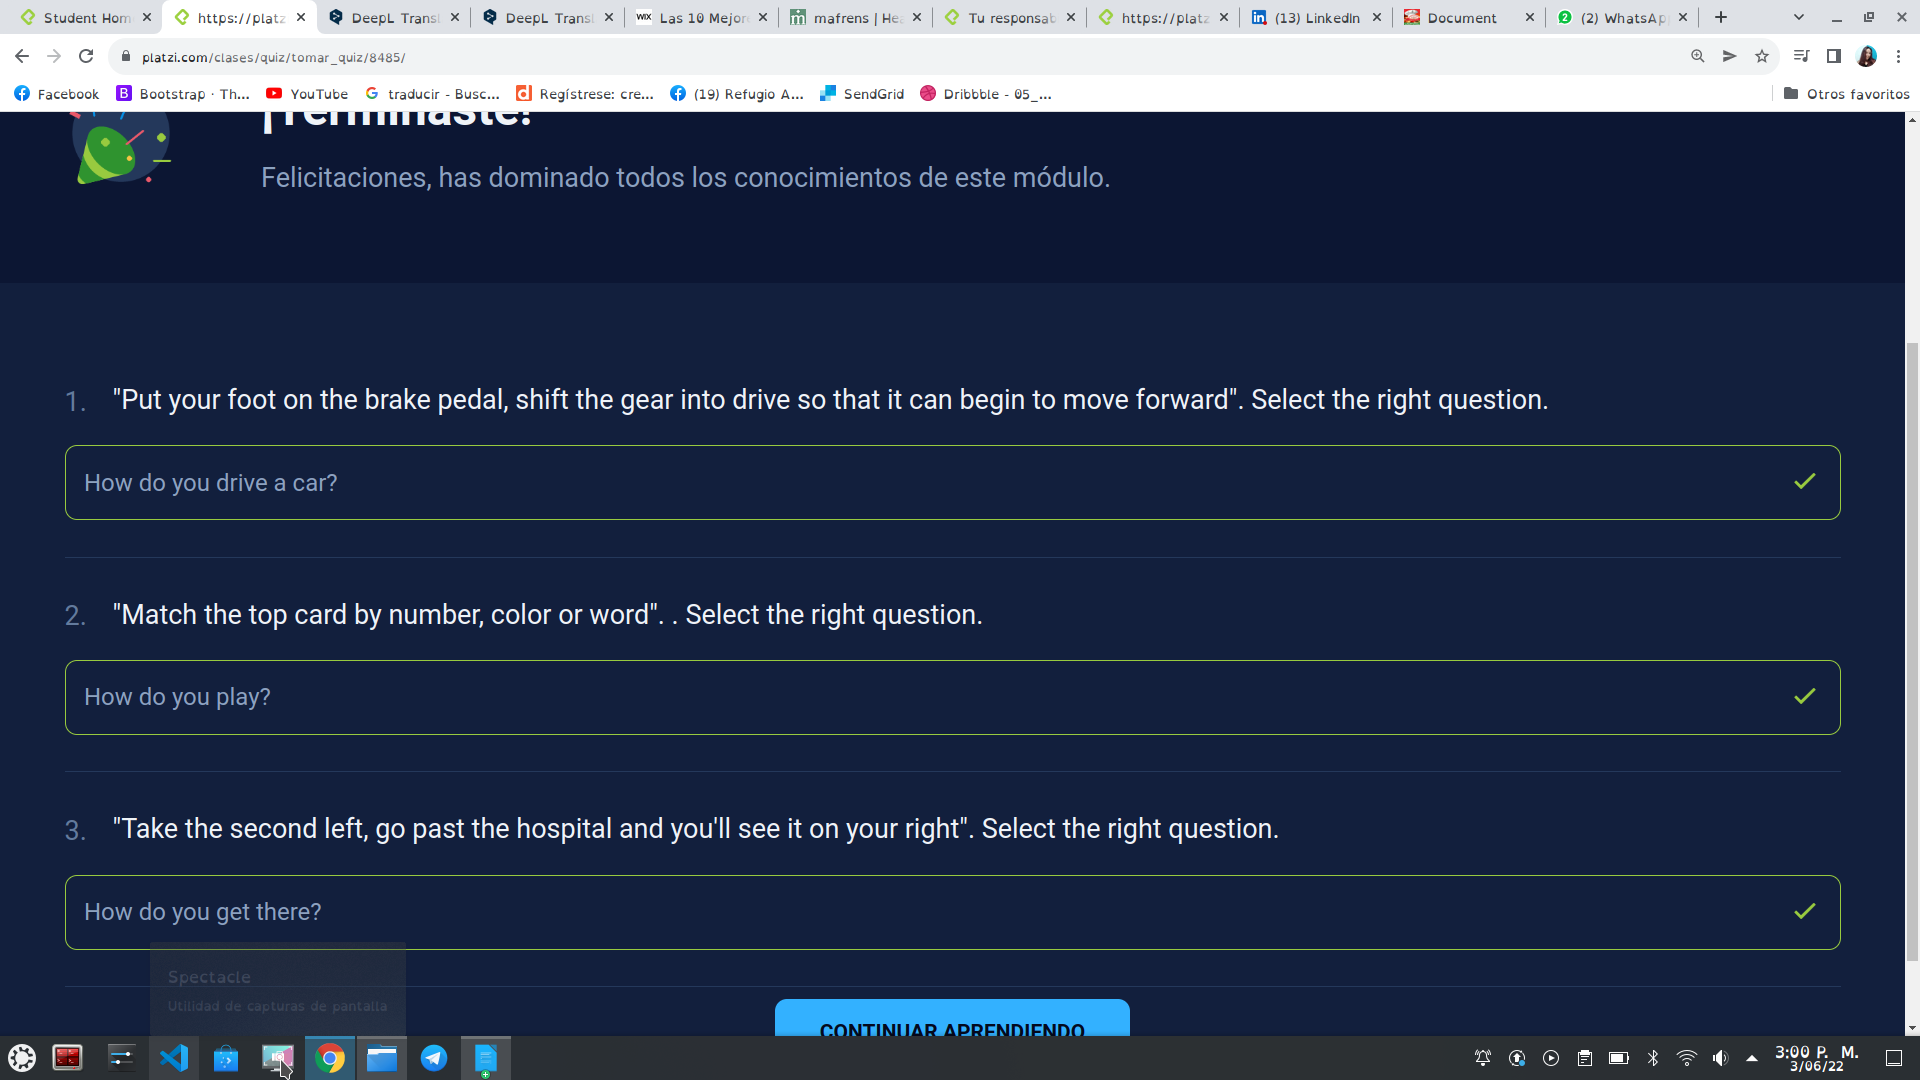 Student Hom
https://platz
DeepL Transl
DeepL Transl
WIX Las 10 Mejor
mafrens | He
Tu responsab
https://platz
(13) LinkedIn
Document
2 (2) WhatsAp
platzi.com/clases/quiz/tomar_quiz/8485/
Facebook
Bootstrap · Th...
YouTube
traducir - Busc...
Regístrese: cre...
(19) Refugio A...
SendGrid
Dribbble - 05_...
Otros favoritos
¡Terminaste!
Felicitaciones, has dominado todos los conocimientos de este módulo.
1. "Put your foot on the brake pedal, shift the gear into drive so that it can begin to move forward". Select the right question.
How do you drive a car?
2. "Match the top card by number, color or word". . Select the right question.
How do you play?
3. "Take the second left, go past the hospital and you'll see it on your right". Select the right question.
How do you get there?
Spectacle
Utilidad de capturas de pantalla
CONTINUAR APRENDIENDO
3:00 P. M.
3/06/22